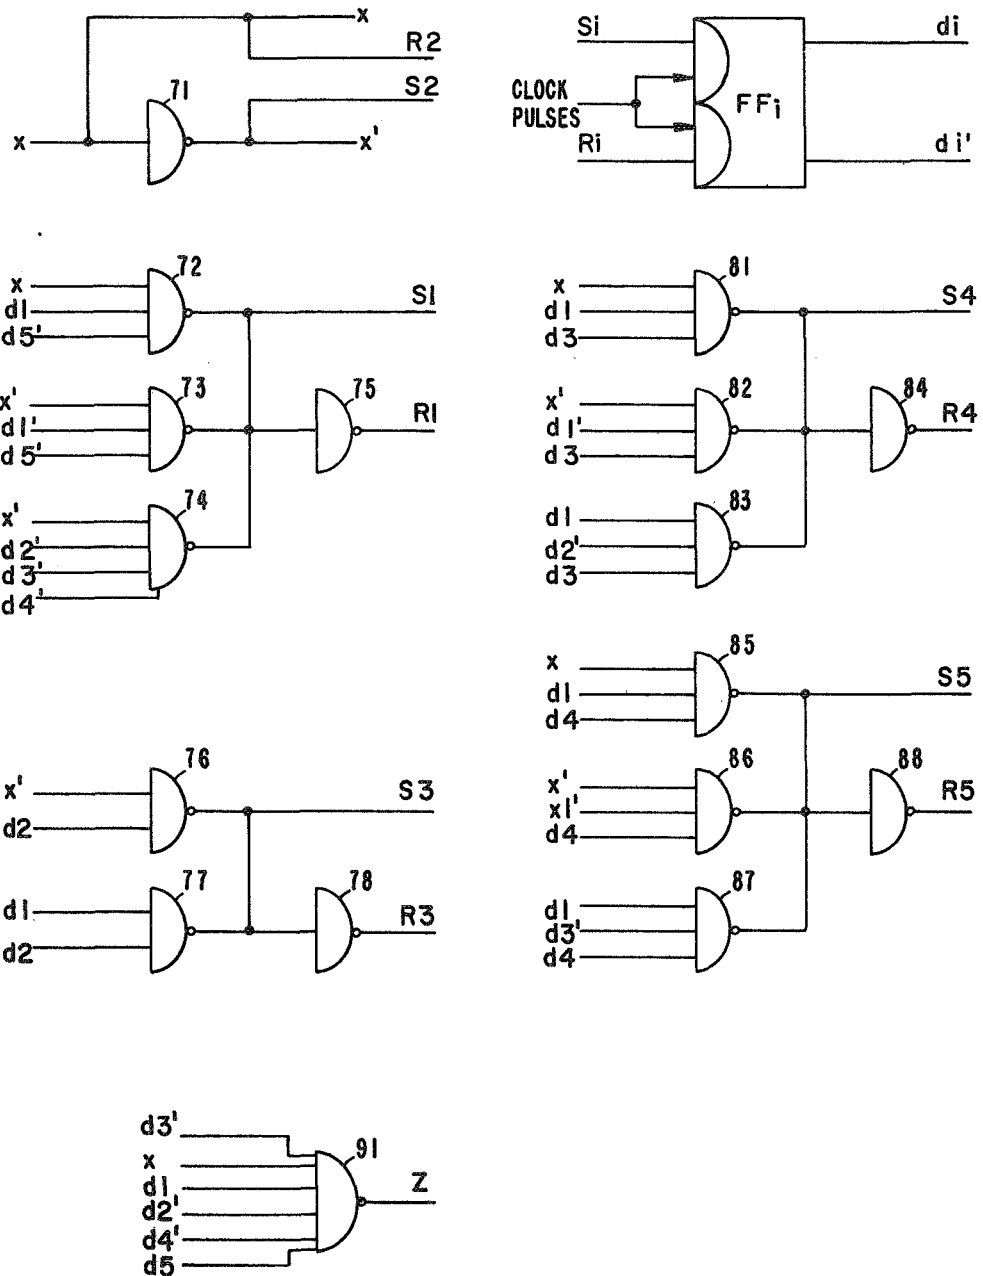 x
R2
S2
71
x
x'
Si
di
CLOCK
PULSES
FFi
Ri
di'
72
x
d1
d5'
S1
73
x'
d1'
d5'
75
R1
74
x'
d2'
d3'
d4'
81
x
d1
d3
S4
82
x'
d1'
d3
84
R4
83
d1
d2'
d3
76
x'
d2
S3
77
d1
d2
78
R3
85
x
d1
d4
S5
86
x'
x1'
d4
88
R5
87
d1
d3'
d4
d3'
x
d1
d2'
d4'
d5
91
Z